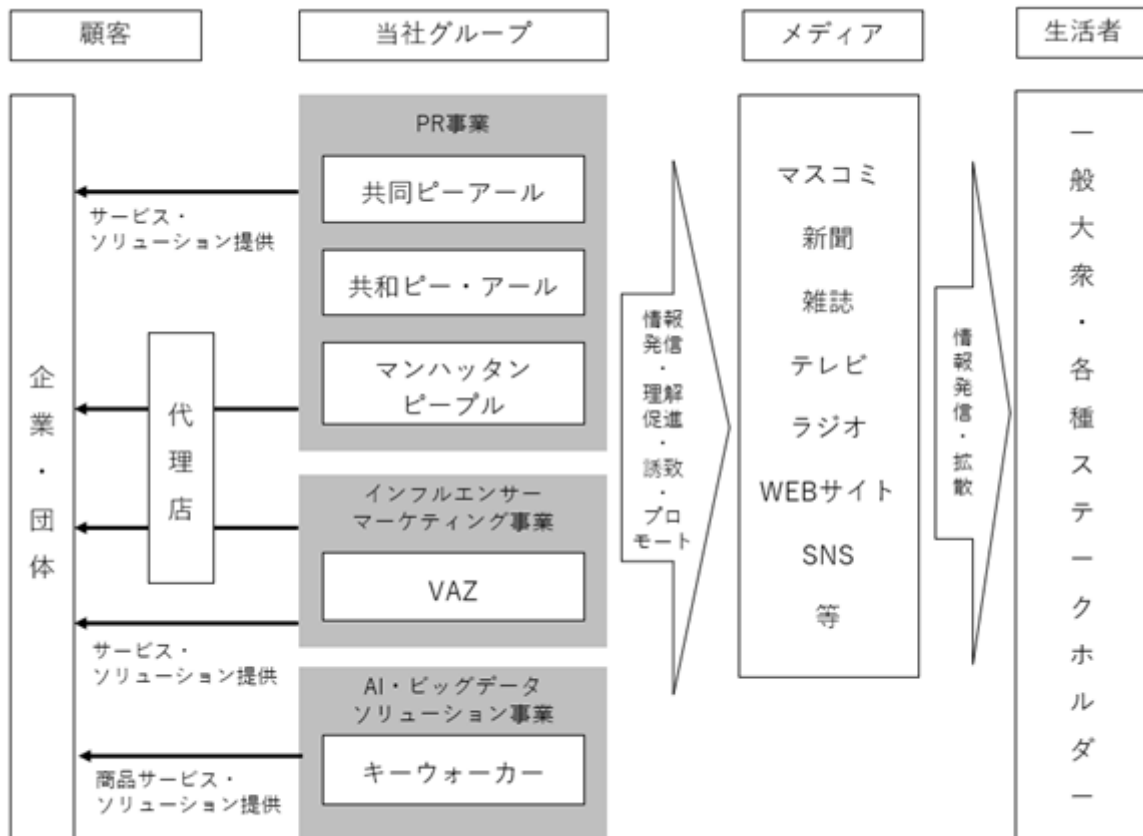 顧客
当社グループ
メディア
生活者
企業・団体
サービス・
ソリューション提供
代理店
サービス・
ソリューション提供
商品サービス・
ソリューション提供
PR事業
共同ピーアール
共和ピー・アール
マンハッタン
ピープル
インフルエンサー
マーケティング事業
VAZ
AI・ビッグデータ
ソリューション事業
キーウォーカー
情報
発信
・
理解
促進
・
誘致
・
プロ
モート
マスコミ
新聞
雑誌
テレビ
ラジオ
WEBサイト
SNS
等
情報発信・拡散
一般大衆・各種ステークホルダー